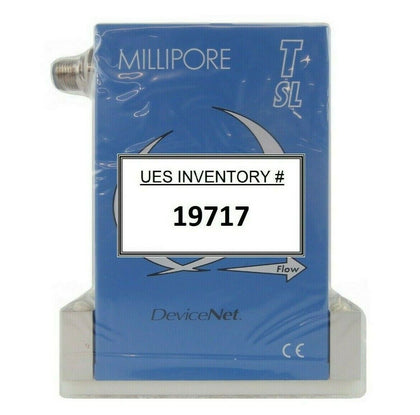 MILLIPORE
T
SL
UES INVENTORY #
19717
Flow
DeviceNet.
CE